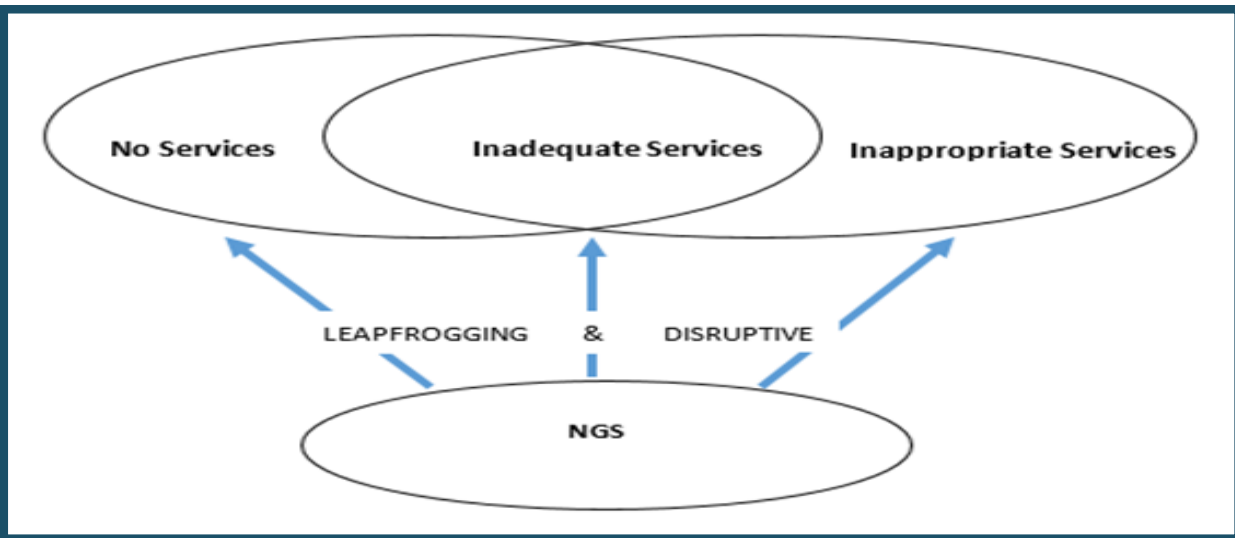 No Services
Inadequate Services
Inappropriate Services
LEAPFROGGING & DISRUPTIVE
NGS